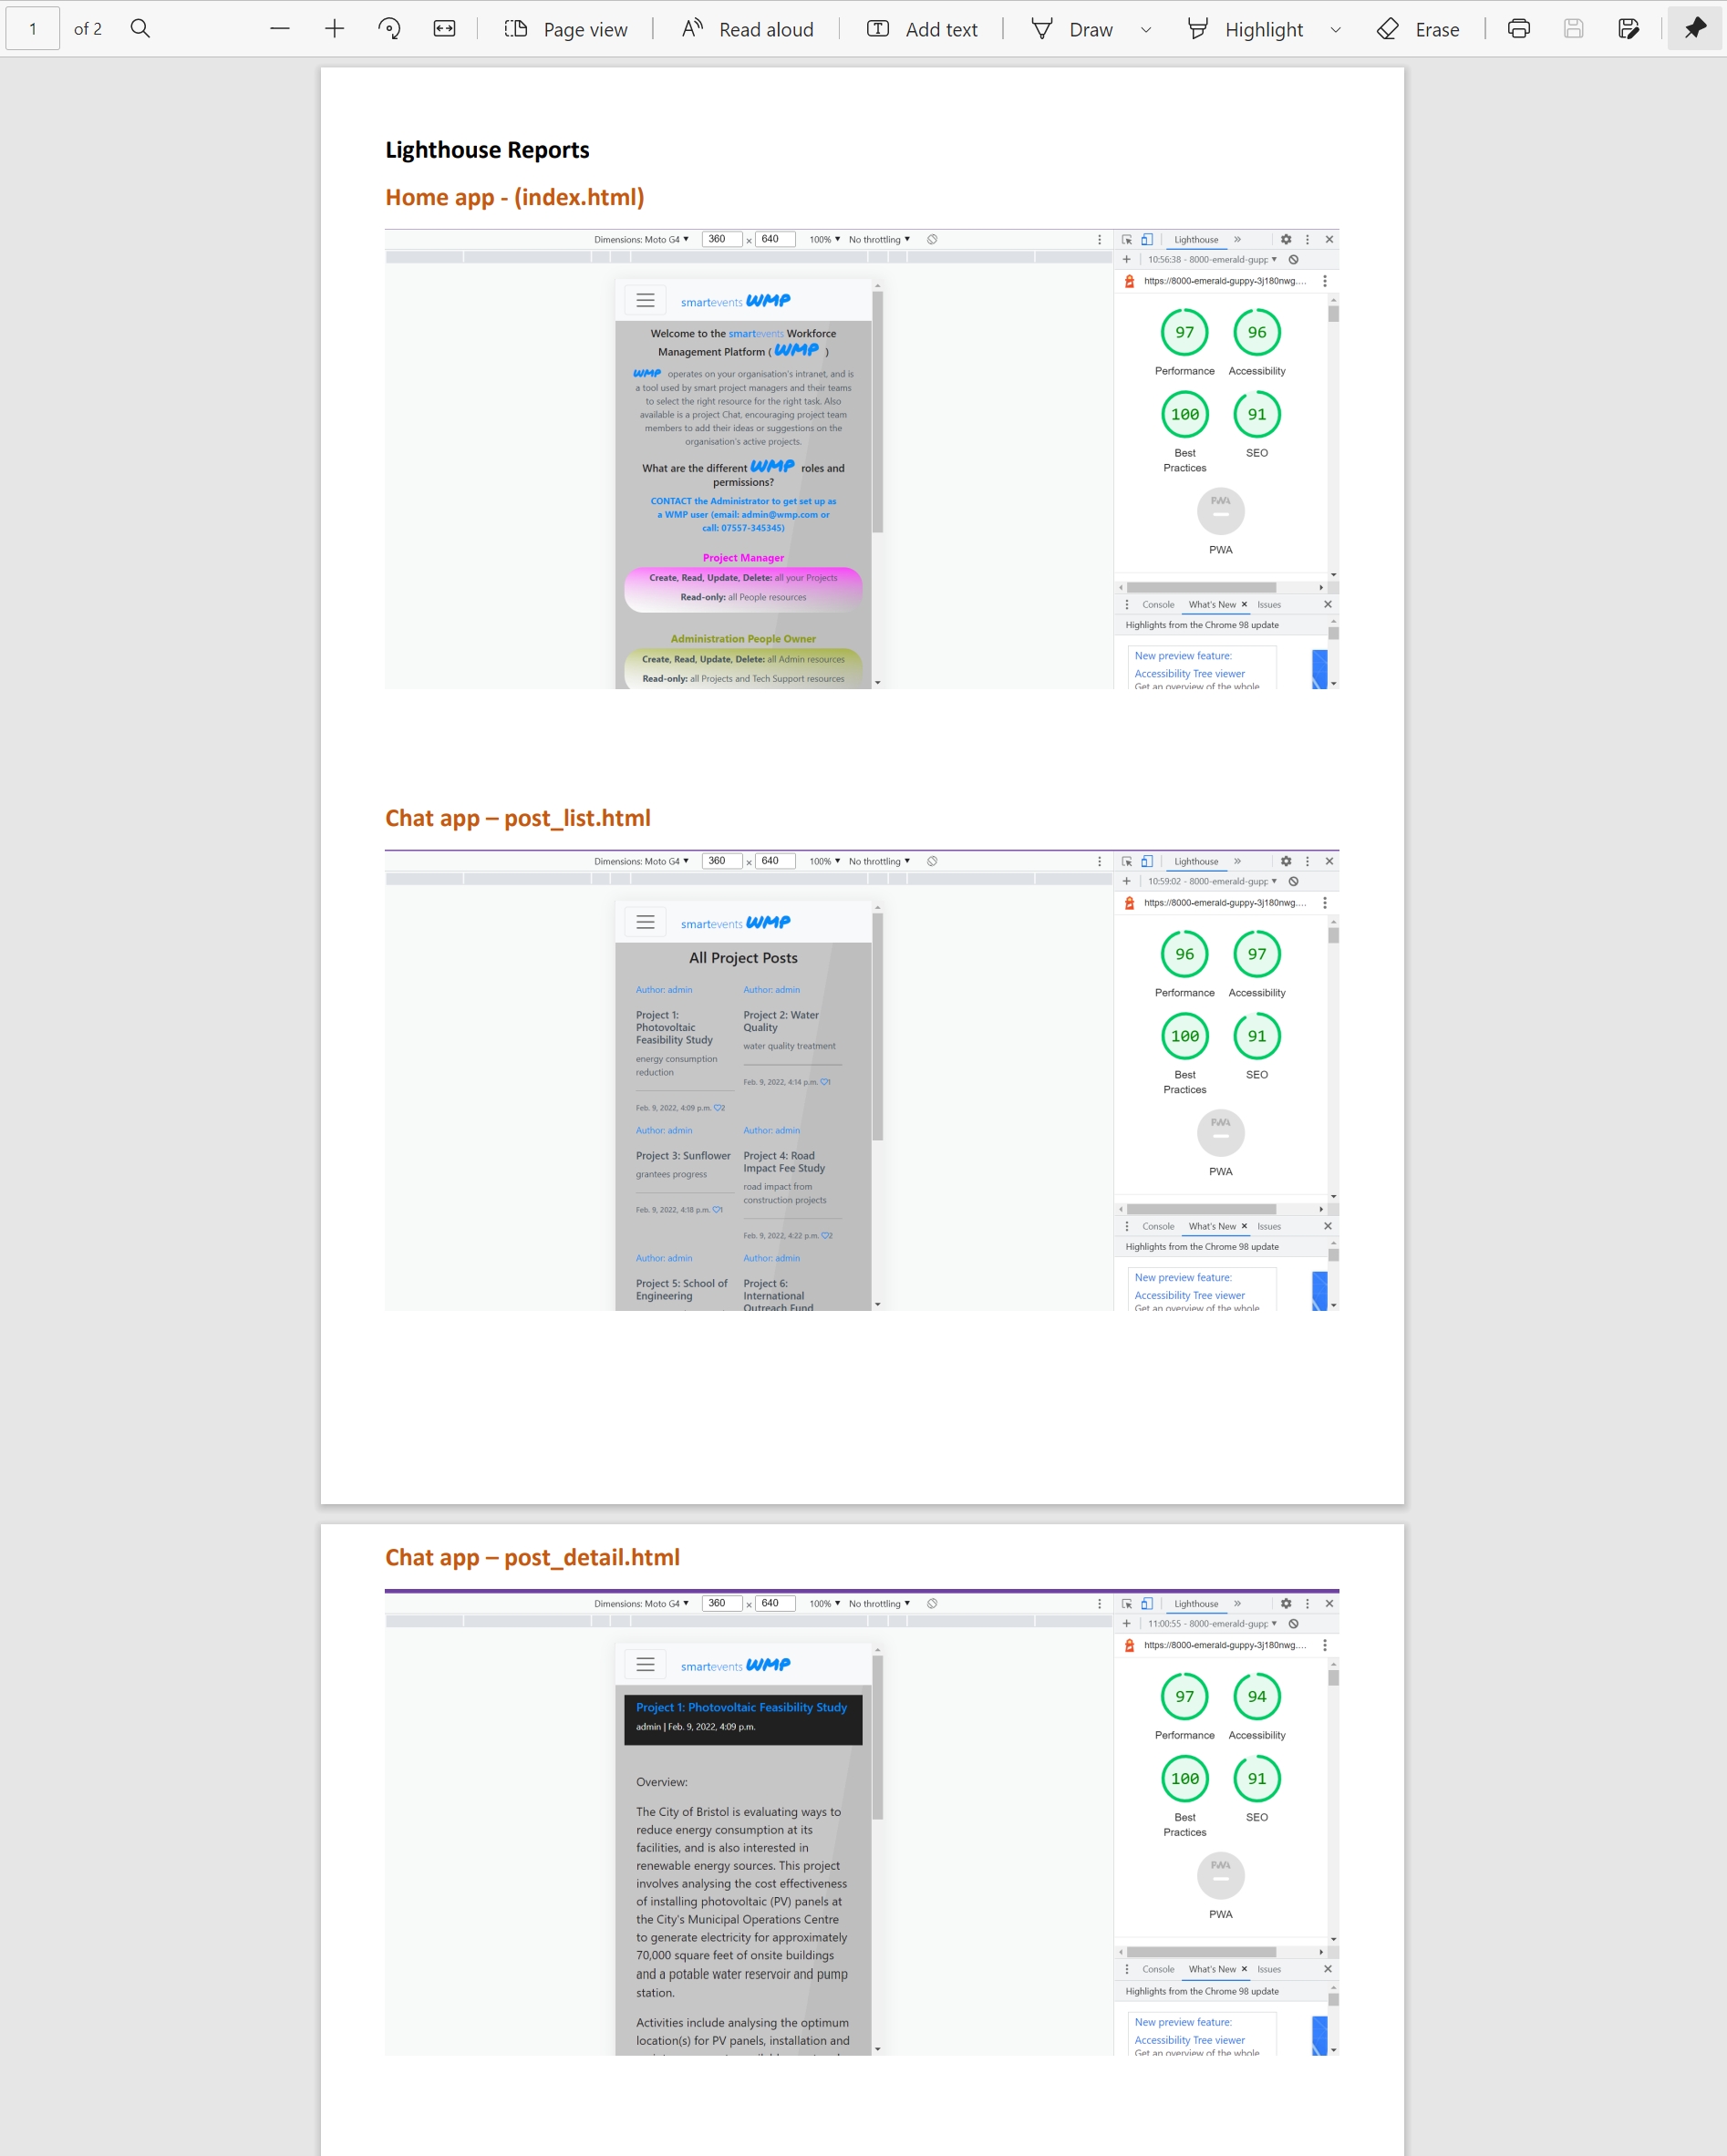 1 of 2 Page view Read aloud Add text Draw Highlight Erase
Lighthouse Reports
Home app - (index.html)
Dimensions: Moto G4 ▼ 360 x 640 100% ▼ No throttling ▼ Lighthouse »
+ 10:56:38 - 8000-emerald-gupp ▼
https://8000-emerald-guppy-3j180nwg....
smartevents WMP
Welcome to the smartevents Workforce
Management Platform ( WMP )
WMP operates on your organisation's intranet, and is
a tool used by smart project managers and their teams
to select the right resource for the right task. Also
available is a project Chat, encouraging project team
members to add their ideas or suggestions on the
organisation's active projects.
What are the different WMP roles and
permissions?
CONTACT the Administrator to get set up as
a WMP user (email: admin@wmp.com or
call: 07557-345345)
Project Manager
Create, Read, Update, Delete: all your Projects
Read-only: all People resources
Administration People Owner
Create, Read, Update, Delete: all Admin resources
Read-only: all Projects and Tech Support resources
97 96
Performance Accessibility
100 91
Best SEO
Practices
PWA
PWA
Console What's New × Issues
Highlights from the Chrome 98 update
New preview feature:
Accessibility Tree viewer
Get an overview of the whole
Chat app – post_list.html
Dimensions: Moto G4 ▼ 360 x 640 100% ▼ No throttling ▼ Lighthouse »
+ 10:59:02 - 8000-emerald-gupp ▼
https://8000-emerald-guppy-3j180nwg....
smartevents WMP
All Project Posts
Author: admin
Project 1:
Photovoltaic
Feasibility Study
energy consumption
reduction
Feb. 9, 2022, 4:09 p.m. 2
Author: admin
Project 2: Water
Quality
water quality treatment
Feb. 9, 2022, 4:14 p.m. 1
Author: admin
Project 3: Sunflower
grantees progress
Feb. 9, 2022, 4:18 p.m. 1
Author: admin
Project 4: Road
Impact Fee Study
road impact from
construction projects
Feb. 9, 2022, 4:22 p.m. 2
Author: admin
Project 5: School of
Engineering
Author: admin
Project 6:
International
Outreach Fund
96 97
Performance Accessibility
100 91
Best SEO
Practices
PWA
PWA
Console What's New × Issues
Highlights from the Chrome 98 update
New preview feature:
Accessibility Tree viewer
Get an overview of the whole
Chat app – post_detail.html
Dimensions: Moto G4 ▼ 360 x 640 100% ▼ No throttling ▼ Lighthouse »
+ 11:00:55 - 8000-emerald-gupp ▼
https://8000-emerald-guppy-3j180nwg....
smartevents WMP
Project 1: Photovoltaic Feasibility Study
admin | Feb. 9, 2022, 4:09 p.m.
Overview:
The City of Bristol is evaluating ways to
reduce energy consumption at its
facilities, and is also interested in
renewable energy sources. This project
involves analysing the cost effectiveness
of installing photovoltaic (PV) panels at
the City's Municipal Operations Centre
to generate electricity for approximately
70,000 square feet of onsite buildings
and a potable water reservoir and pump
station.
Activities include analysing the optimum
location(s) for PV panels, installation and
97 94
Performance Accessibility
100 91
Best SEO
Practices
PWA
PWA
Console What's New × Issues
Highlights from the Chrome 98 update
New preview feature:
Accessibility Tree viewer
Get an overview of the whole